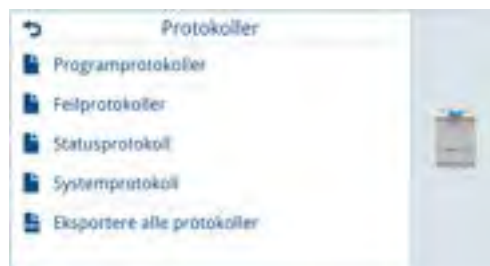 Protokoller
Programprotokoller
Feilprotokoller
Statusprotokoll
Systemprotokoll
Eksportere alle protokoller